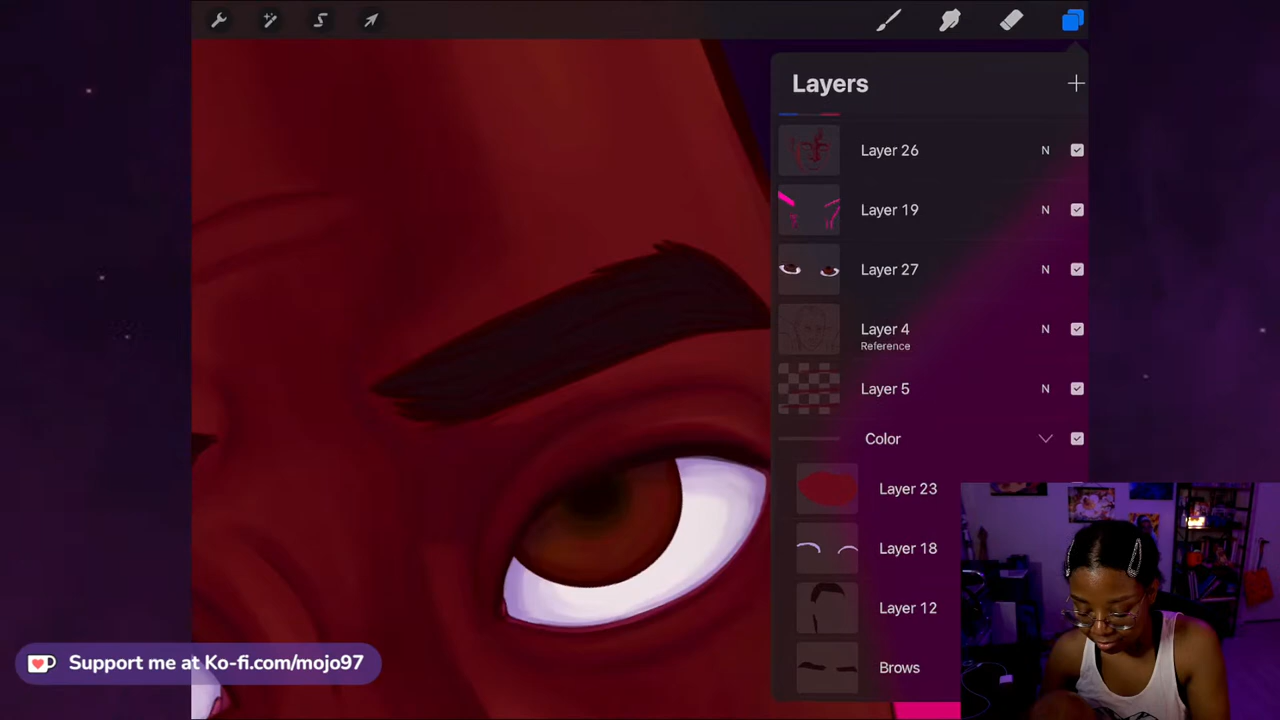 Layers
Layer 26 N
Layer 19 N
Layer 27 N
Layer 4 N
Reference
Layer 5 N
Color
Layer 23
Layer 18
Layer 12
Brows
Support me at Ko-fi.com/mojo97